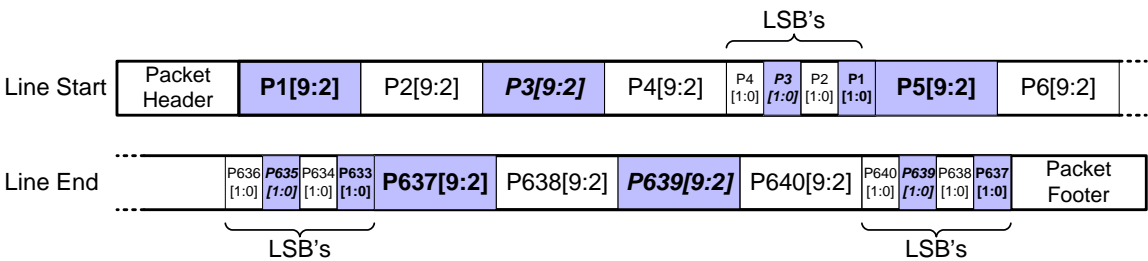 LSB's
Line Start
Packet Header
P1[9:2]
P2[9:2]
P3[9:2]
P4[9:2]
P4 [1:0]
P3 [1:0]
P2 [1:0]
P1 [1:0]
P5[9:2]
P6[9:2]
Line End
P636 [1:0]
P635 [1:0]
P634 [1:0]
P633 [1:0]
P637[9:2]
P638[9:2]
P639[9:2]
P640[9:2]
P640 [1:0]
P639 [1:0]
P638 [1:0]
P637 [1:0]
Packet Footer
LSB's
LSB's